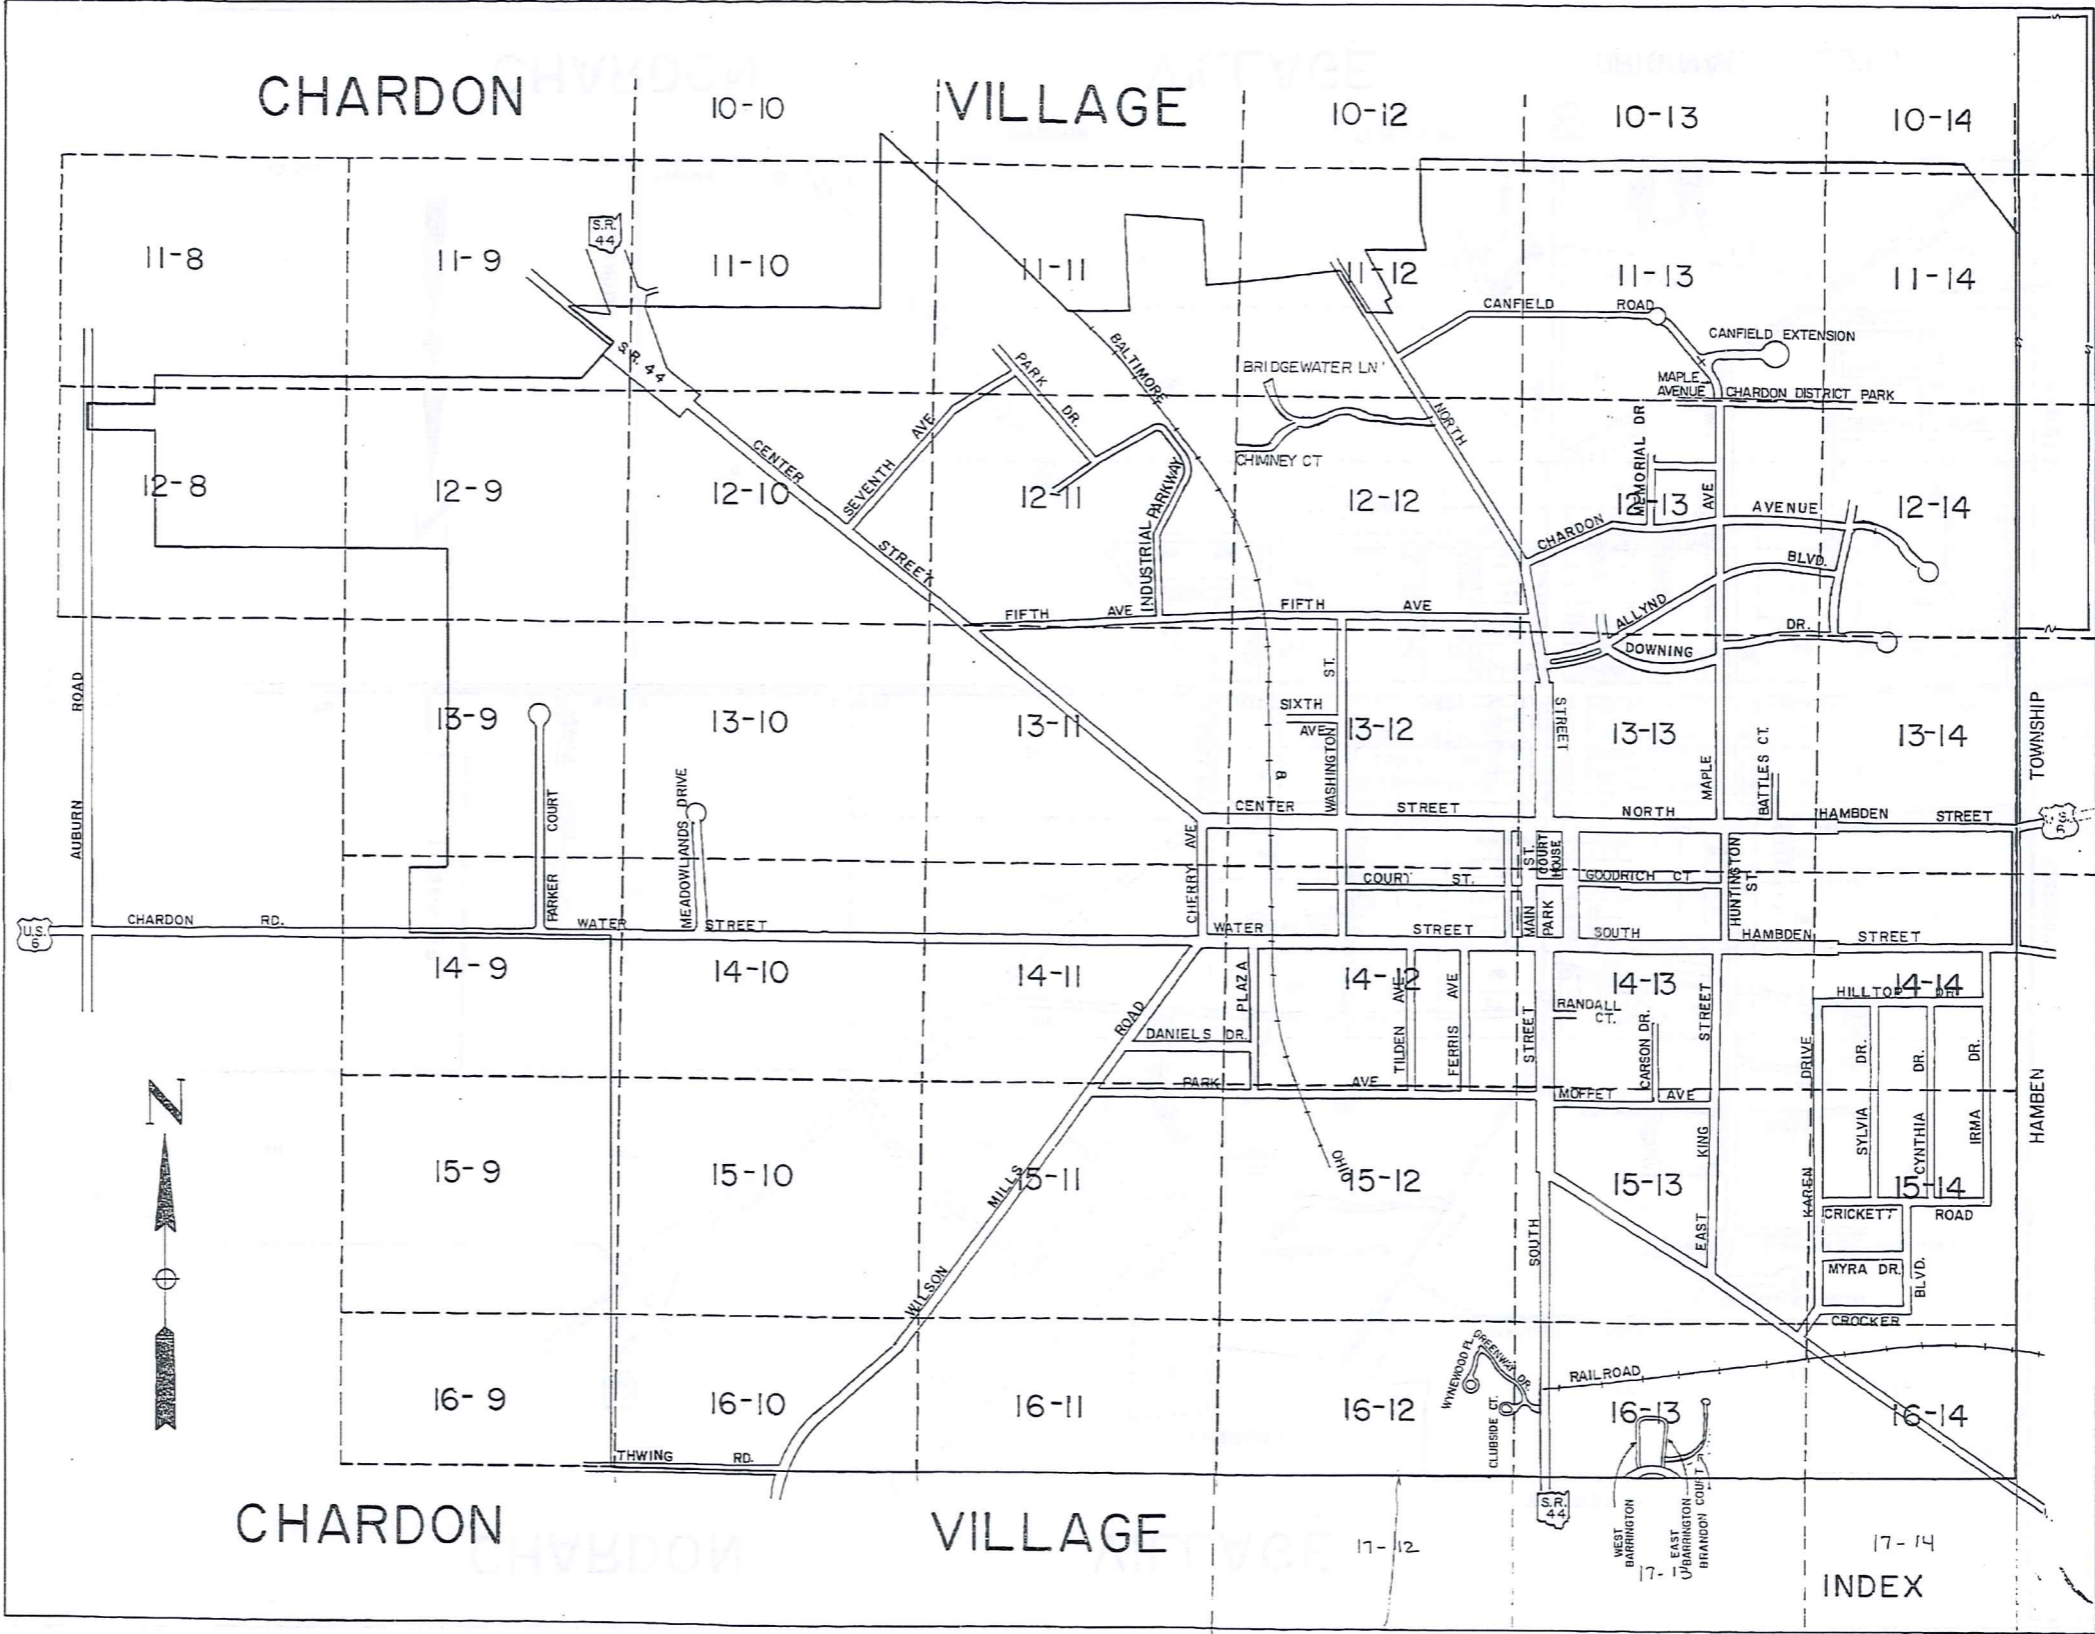 CHARDON VILLAGE
10-10
10-12
10-13
10-14
11-8
11-9
S.R.
44
11-10
11-11
11-12
11-13
11-14
CANFIELD ROAD
CANFIELD EXTENSION
S.R. 44
PARK DR.
BALTIMORE
BRIDGEWATER LN
NORTH
MAPLE
AVENUE
CHARDON DISTRICT PARK
12-8
12-9
CENTER
12-10
SEVENTH AVE
STREET
12-11
INDUSTRIAL PARKWAY
CHIMNEY CT
12-12
MEMORIAL DR
12-13
AVE
CHARDON AVENUE
12-14
ALLYND BLVD.
DOWNING DR.
FIFTH AVE
FIFTH AVE
AUBURN ROAD
13-9
13-10
13-11
SIXTH
AVE
WASHINGTON ST.
13-12
&
STREET
13-13
MAPLE
BATTLES CT.
13-14
TOWNSHIP
PARKER COURT
MEADOWLANDS DRIVE
CENTER STREET
NORTH HAMBDEN STREET
U.S.
6
CHERRY AVE
COURT ST.
MAIN ST.
COURT
HOUSE
PARK
GOODRICH CT
HUNTINGTON
ST.
U.S.
6
CHARDON RD.
WATER STREET
WATER STREET
SOUTH HAMBDEN STREET
14-9
14-10
14-11
14-12
14-13
14-14
PLAZA
TILDEN AVE
FERRIS AVE
STREET
RANDALL
CT.
CARSON DR.
STREET
HILLTOP DR
DANIELS DR.
ROAD
PARK AVE
MOFFET AVE
KAREN DRIVE
SYLVIA DR.
CYNTHIA DR.
IRMA DR.
HAMBEN
N
15-9
15-10
MILLS
15-11
OHIO
15-12
15-13
EAST KING
15-14
CRICKETT ROAD
MYRA DR.
BLVD.
CROCKER
SOUTH
WILSON
WYNEWOOD PL.
GREENWAY DR.
CLUBSIDE CT.
RAILROAD
16-9
16-10
16-11
16-12
16-13
16-14
THWING RD.
S.R.
44
WEST
BARRINGTON
EAST
BARRINGTON
BRANDON COURT
CHARDON VILLAGE
17-12
17-13
17-14
INDEX